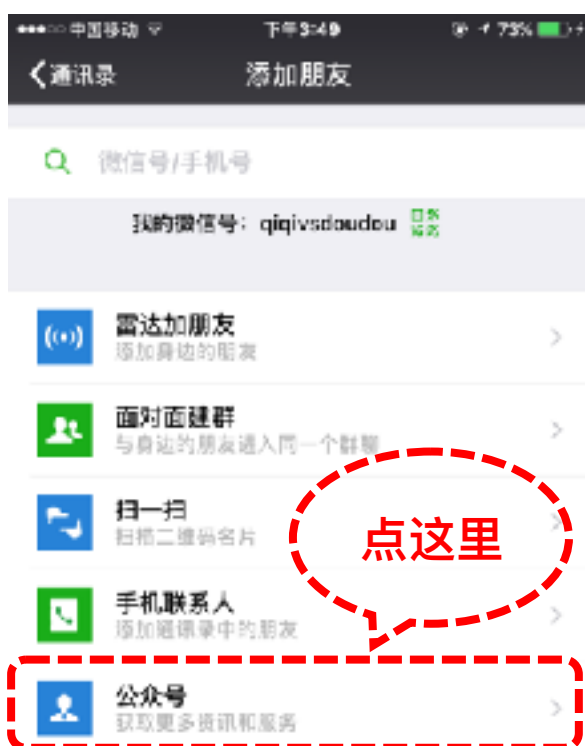 中国移动 下午3:49 73%
通讯录 添加朋友
微信号/手机号
我的微信号：qiqivsdoudou
雷达加朋友
添加身边的朋友
面对面建群
与身边的朋友进入同一个群聊
扫一扫
扫描二维码名片
点这里
手机联系人
添加通讯录中的朋友
公众号
获取更多资讯和服务